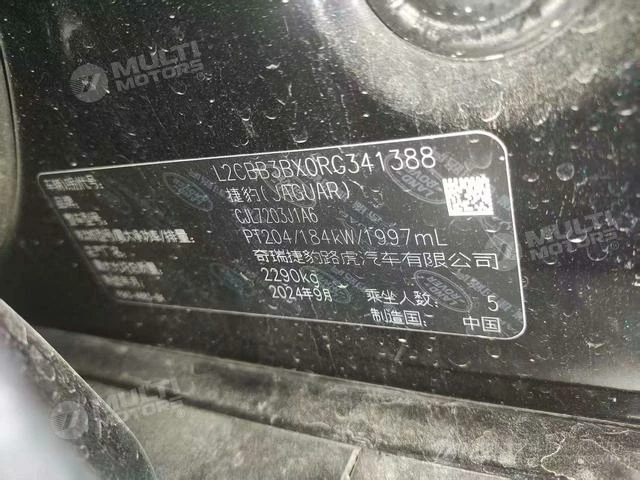 MULTI
MOTORS
MULTI
MOTORS
L2CBB3BX0RG341388
捷豹(JAGUAR)
CJL7203J1A6
PT204/184kW/1997mL
奇瑞捷豹路虎汽车有限公司
2290kg
2024年9月 乘坐人数: 5
制造国: 中国
MULTI
MOTORS
MULTI
MOTORS